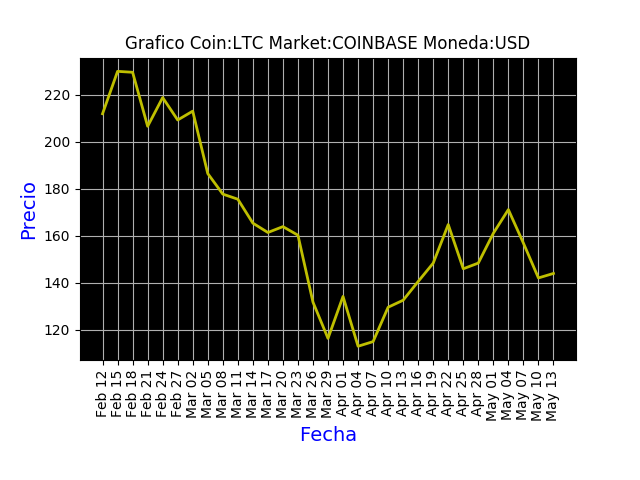 Grafico Coin:LTC Market:COINBASE Moneda:USD
Precio
220
200
180
160
140
120
Feb 12
Feb 15
Feb 18
Feb 21
Feb 24
Feb 27
Mar 02
Mar 05
Mar 08
Mar 11
Mar 14
Mar 17
Mar 20
Mar 23
Mar 26
Mar 29
Apr 01
Apr 04
Apr 07
Apr 10
Apr 13
Apr 16
Apr 19
Apr 22
Apr 25
Apr 28
May 01
May 04
May 07
May 10
May 13
Fecha